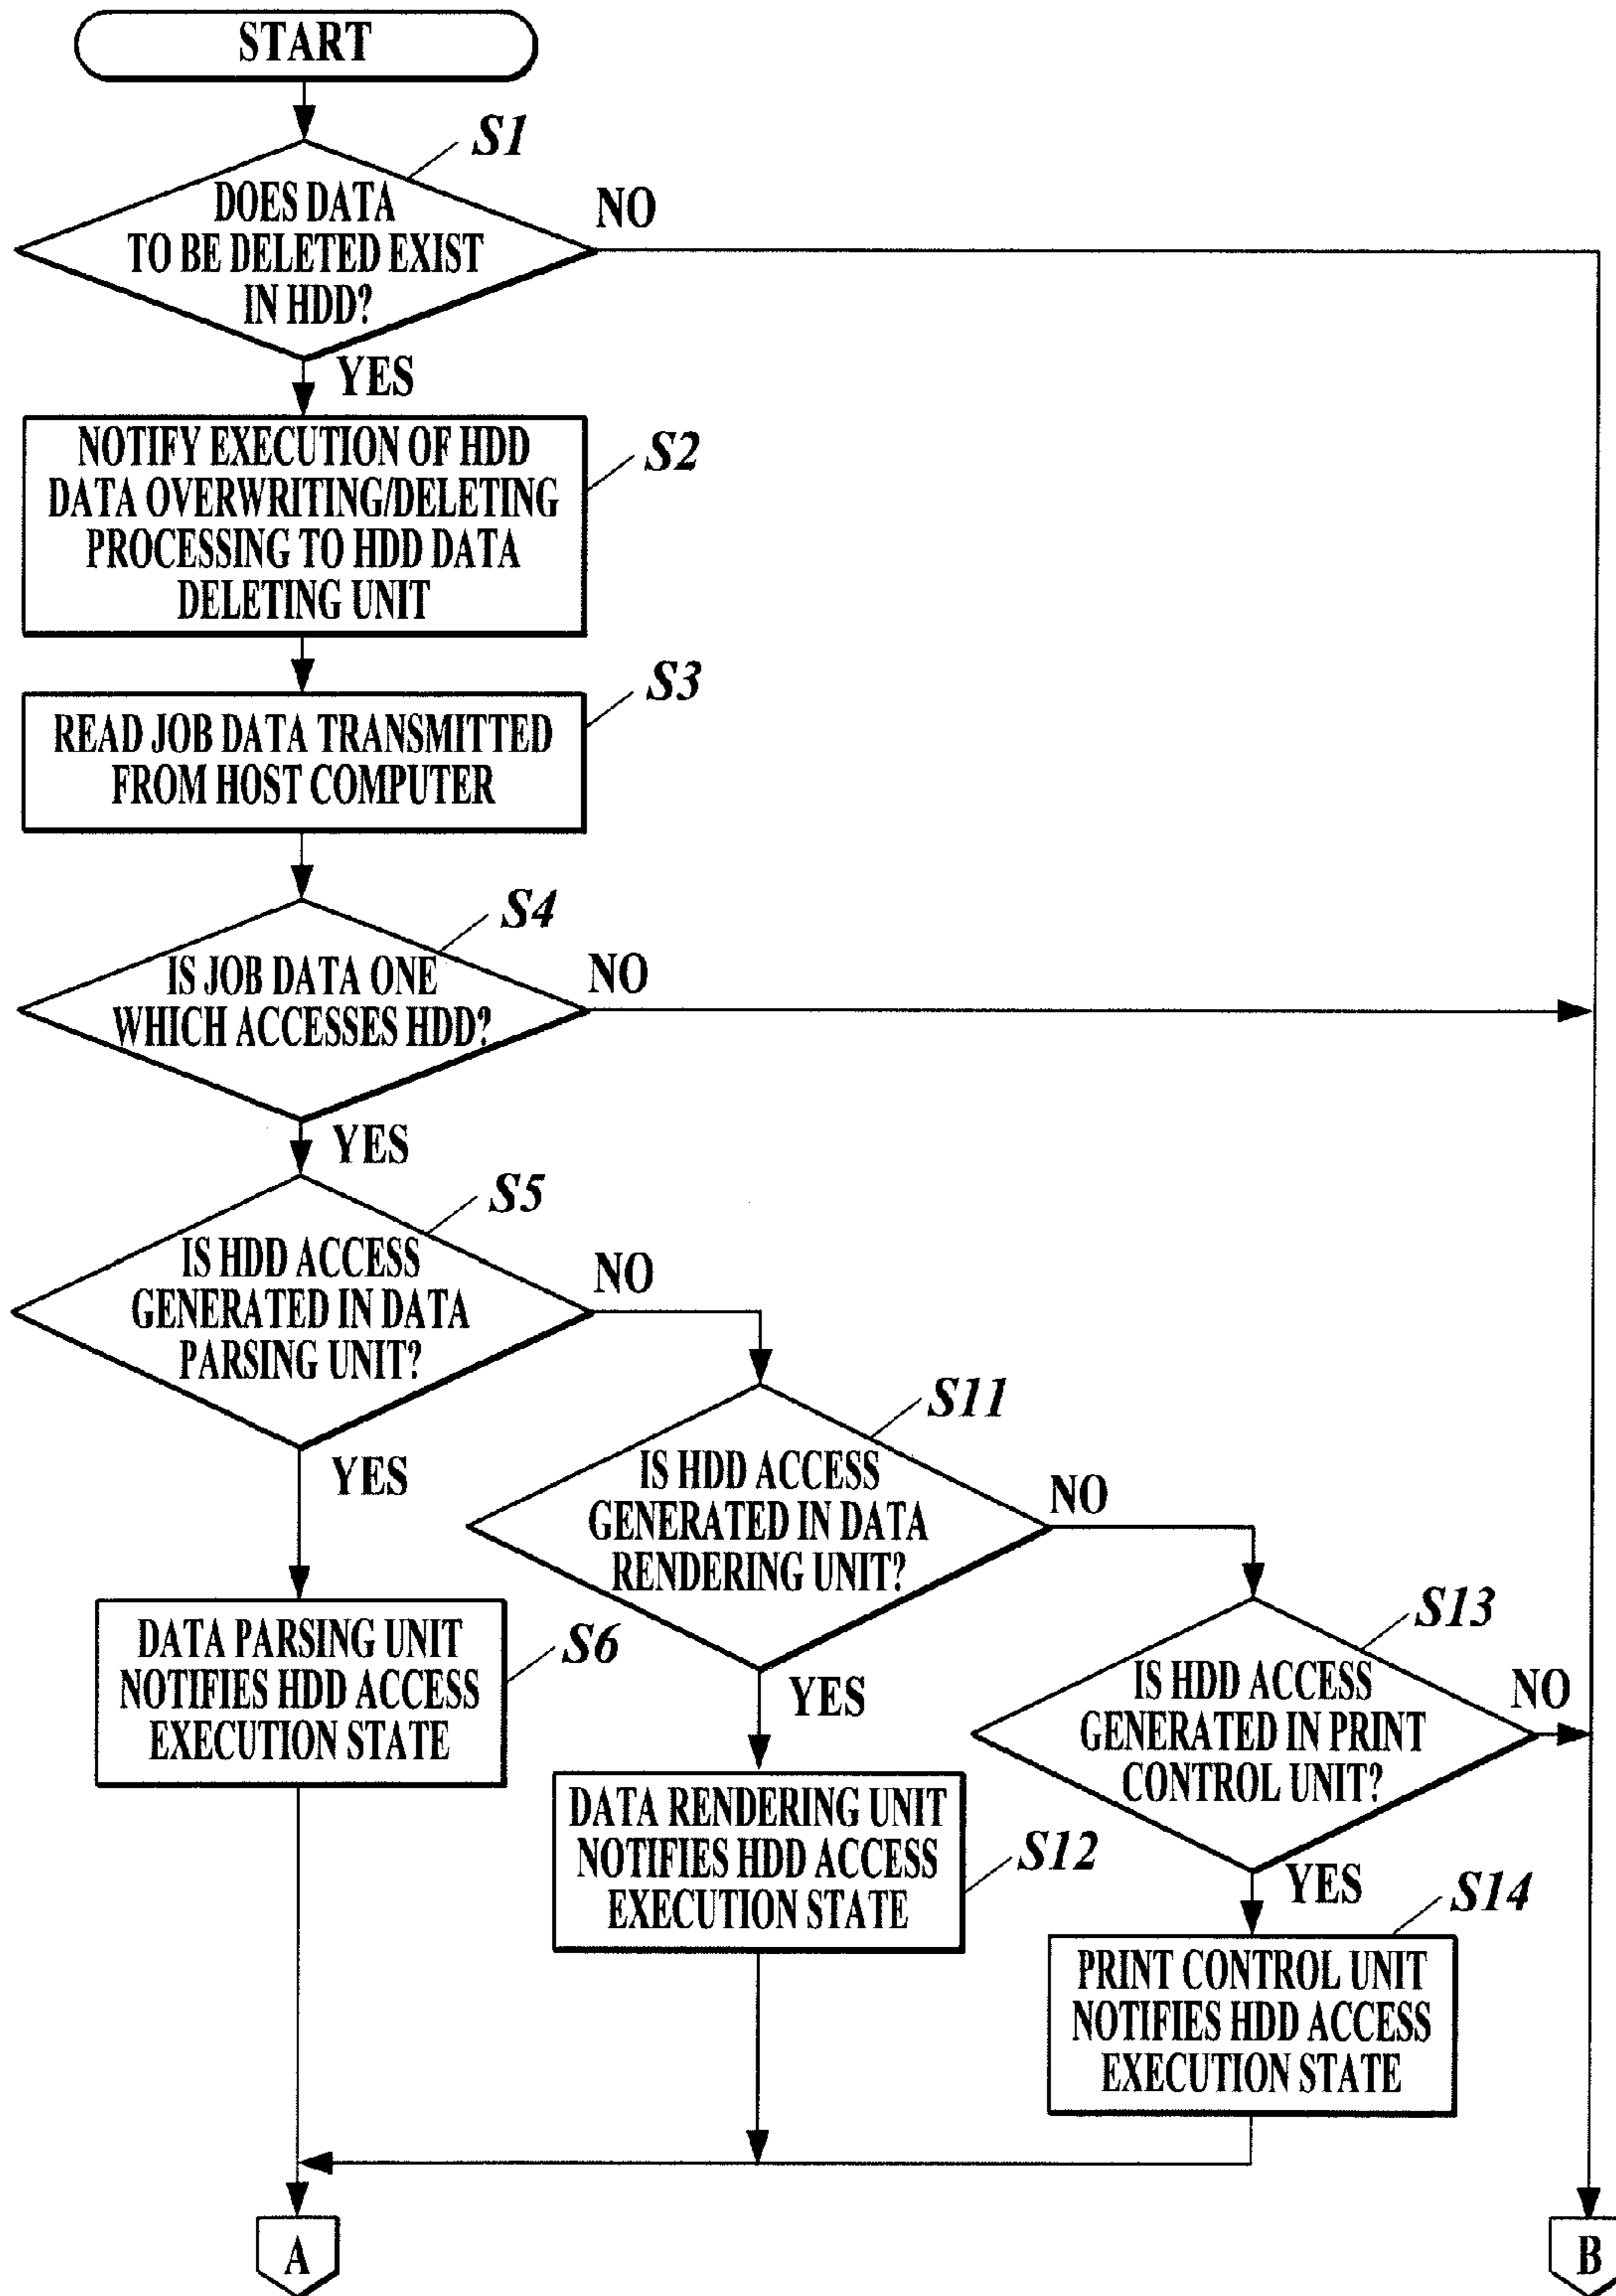 START
S1
DOES DATA
TO BE DELETED EXIST
IN HDD?
NO
YES
NOTIFY EXECUTION OF HDD
DATA OVERWRITING/DELETING
PROCESSING TO HDD DATA
DELETING UNIT
S2
S3
READ JOB DATA TRANSMITTED
FROM HOST COMPUTER
S4
IS JOB DATA ONE
WHICH ACCESSES HDD?
NO
YES
S5
IS HDD ACCESS
GENERATED IN DATA
PARSING UNIT?
NO
YES
S11
IS HDD ACCESS
GENERATED IN DATA
RENDERING UNIT?
NO
YES
S13
IS HDD ACCESS
GENERATED IN PRINT
CONTROL UNIT?
NO
YES
DATA PARSING UNIT
NOTIFIES HDD ACCESS
EXECUTION STATE
S6
DATA RENDERING UNIT
NOTIFIES HDD ACCESS
EXECUTION STATE
S12
S14
PRINT CONTROL UNIT
NOTIFIES HDD ACCESS
EXECUTION STATE
A
B